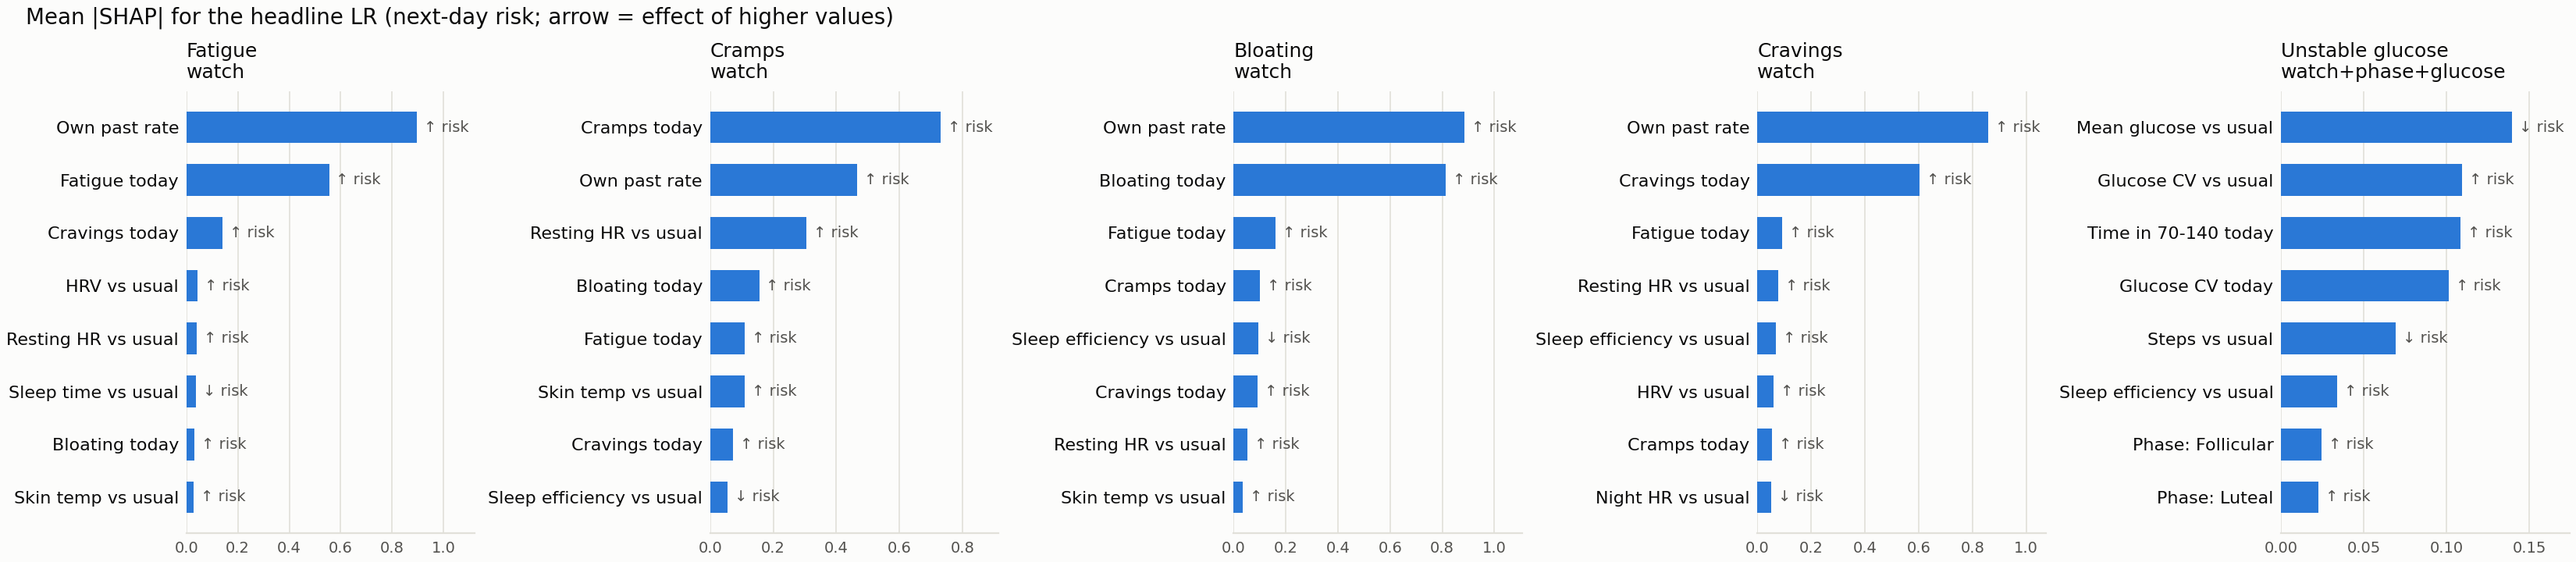 Mean |SHAP| for the headline LR (next-day risk; arrow = effect of higher values)
Fatigue
watch
Own past rate ↑ risk
Fatigue today ↑ risk
Cravings today ↑ risk
HRV vs usual ↑ risk
Resting HR vs usual ↑ risk
Sleep time vs usual ↓ risk
Bloating today ↑ risk
Skin temp vs usual ↑ risk
0.0 0.2 0.4 0.6 0.8 1.0
Cramps
watch
Cramps today ↑ risk
Own past rate ↑ risk
Resting HR vs usual ↑ risk
Bloating today ↑ risk
Fatigue today ↑ risk
Skin temp vs usual ↑ risk
Cravings today ↑ risk
Sleep efficiency vs usual ↓ risk
0.0 0.2 0.4 0.6 0.8
Bloating
watch
Own past rate ↑ risk
Bloating today ↑ risk
Fatigue today ↑ risk
Cramps today ↑ risk
Sleep efficiency vs usual ↓ risk
Cravings today ↑ risk
Resting HR vs usual ↑ risk
Skin temp vs usual ↑ risk
0.0 0.2 0.4 0.6 0.8 1.0
Cravings
watch
Own past rate ↑ risk
Cravings today ↑ risk
Fatigue today ↑ risk
Resting HR vs usual ↑ risk
Sleep efficiency vs usual ↑ risk
HRV vs usual ↑ risk
Cramps today ↑ risk
Night HR vs usual ↓ risk
0.0 0.2 0.4 0.6 0.8 1.0
Unstable glucose
watch+phase+glucose
Mean glucose vs usual ↓ risk
Glucose CV vs usual ↑ risk
Time in 70-140 today ↑ risk
Glucose CV today ↑ risk
Steps vs usual ↓ risk
Sleep efficiency vs usual ↑ risk
Phase: Follicular ↑ risk
Phase: Luteal ↑ risk
0.00 0.05 0.10 0.15